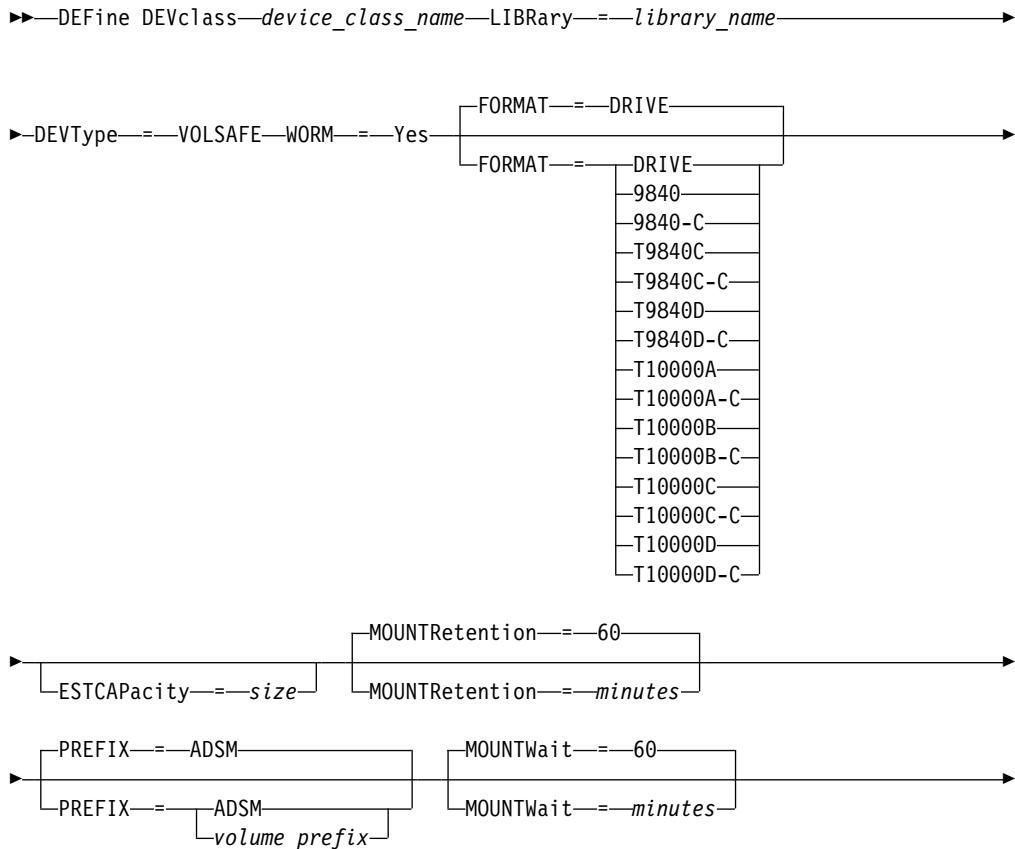 DEFine DEVclass device_class_name LIBRary = library_name
FORMAT = DRIVE
DEVType = VOLSAFE WORM = Yes
FORMAT = DRIVE
9840
9840-C
T9840C
T9840C-C
T9840D
T9840D-C
T10000A
T10000A-C
T10000B
T10000B-C
T10000C
T10000C-C
T10000D
T10000D-C
MOUNTRetention = 60
ESTCAPacity = size
MOUNTRetention = minutes
PREFIX = ADSM
MOUNTWait = 60
PREFIX = ADSM
volume prefix
MOUNTWait = minutes